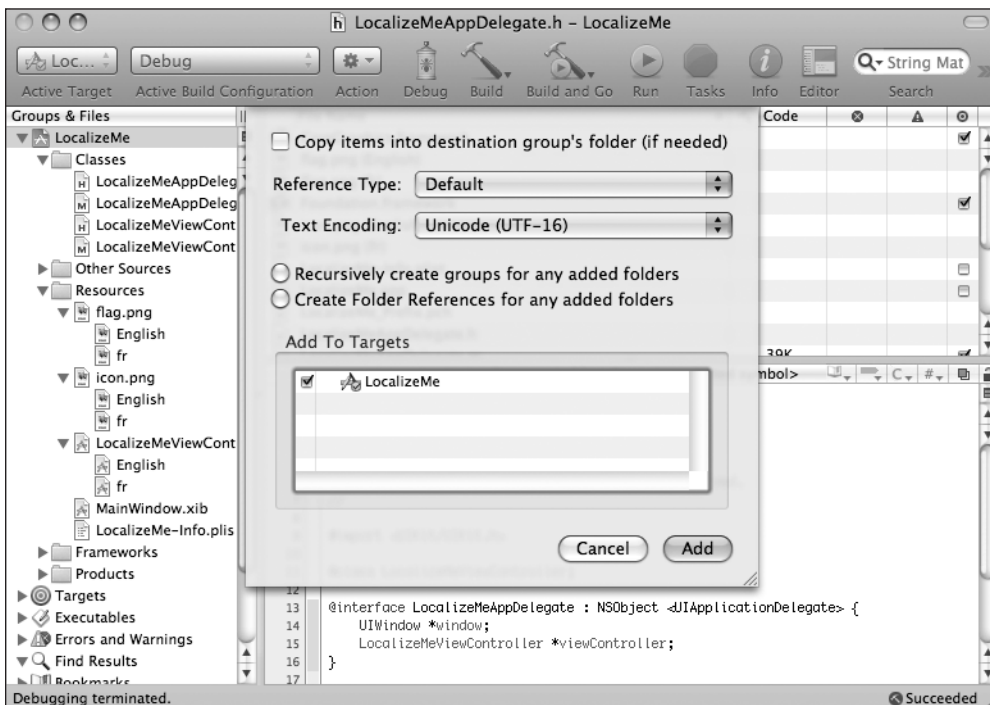 LocalizeMeAppDelegate.h – LocalizeMe
Loc... Debug String Mat
Active Target Active Build Configuration Action Debug Build Build and Go Run Tasks Info Editor Search
Groups & Files
Code
LocalizeMe
Classes
LocalizeMeAppDeleg
LocalizeMeAppDeleg
LocalizeMeViewCont
LocalizeMeViewCont
Other Sources
Resources
flag.png
English
fr
icon.png
English
fr
LocalizeMeViewCont
English
fr
MainWindow.xib
LocalizeMe-Info.plis
Frameworks
Products
Targets
Executables
Errors and Warnings
Find Results
Bookmarks
Copy items into destination group's folder (if needed)
Reference Type: Default
Text Encoding: Unicode (UTF-16)
Recursively create groups for any added folders
Create Folder References for any added folders
Add To Targets
LocalizeMe
Cancel Add
39K
mbol> C #
12
13 @interface LocalizeMeAppDelegate : NSObject <UIApplicationDelegate> {
14 UIWindow *window;
15 LocalizeMeViewController *viewController;
16 }
17
Debugging terminated. Succeeded